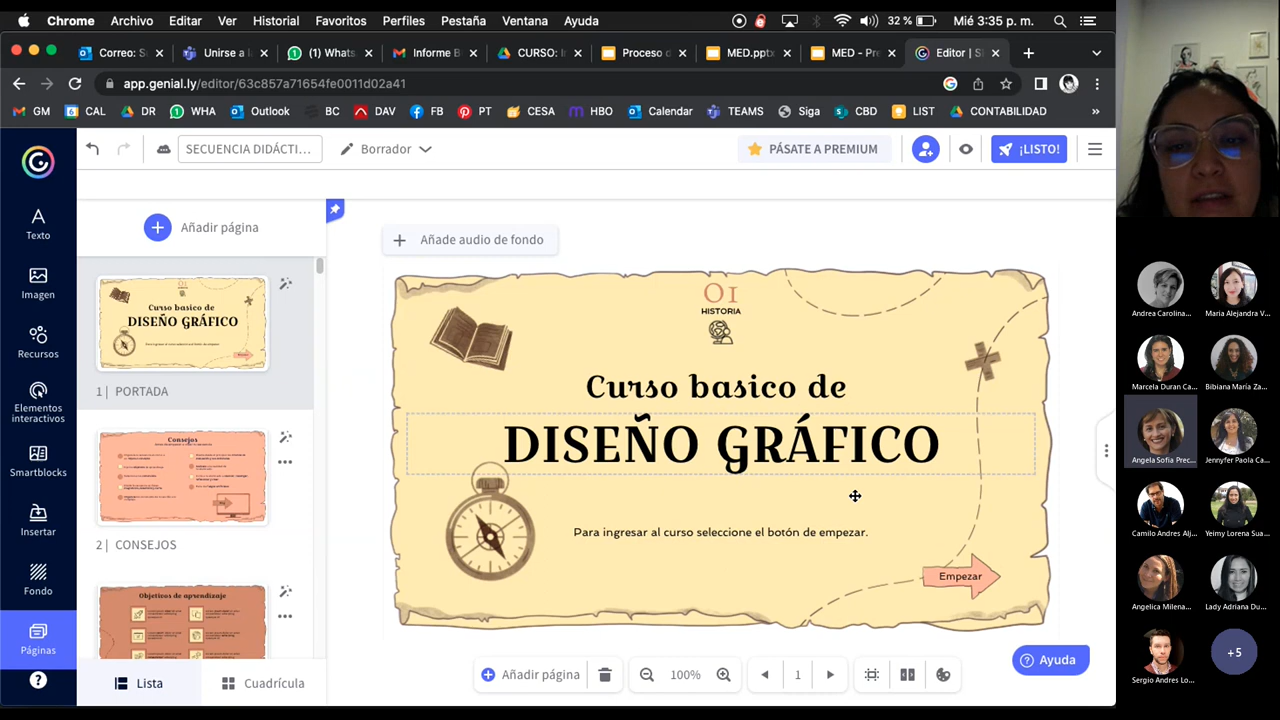 Chrome Archivo Editar Ver Historial Favoritos Perfiles Pestaña Ventana Ayuda 32 % Mié 3:35 p. m.
Correo: S Unirse a l (1) Whats Informe B CURSO: I Proceso d MED.pptx MED - Pre Editor | S
app.genial.ly/editor/63c857a71654fe0011d02a41
GM CAL DR WHA Outlook BC DAV FB PT CESA HBO Calendar TEAMS Siga CBD LIST CONTABILIDAD »
SECUENCIA DIDÁCTI... Borrador PÁSATE A PREMIUM ¡LISTO!
Texto
Imagen
Recursos
Elementos
interactivos
Smartblocks
Insertar
Fondo
Páginas
Añadir página
Curso basico de
DISEÑO GRÁFICO
1 | PORTADA
Consejos
2 | CONSEJOS
Objetivos de aprendizaje
Lista Cuadrícula
Añade audio de fondo
01
HISTORIA
Curso basico de
DISEÑO GRÁFICO
Para ingresar al curso seleccione el botón de empezar.
Empezar
Añadir página 100% 1
Ayuda
Andrea Carolina... Maria Alejandra V...
Marcela Duran Ca... Bibiana María Za...
Angela Sofia Prec... Jennyfer Paola Ca...
Camilo Andres Alj... Yeimy Lorena Sua...
Angelica Milena... Lady Adriana Du...
Sergio Andres Lo... +5